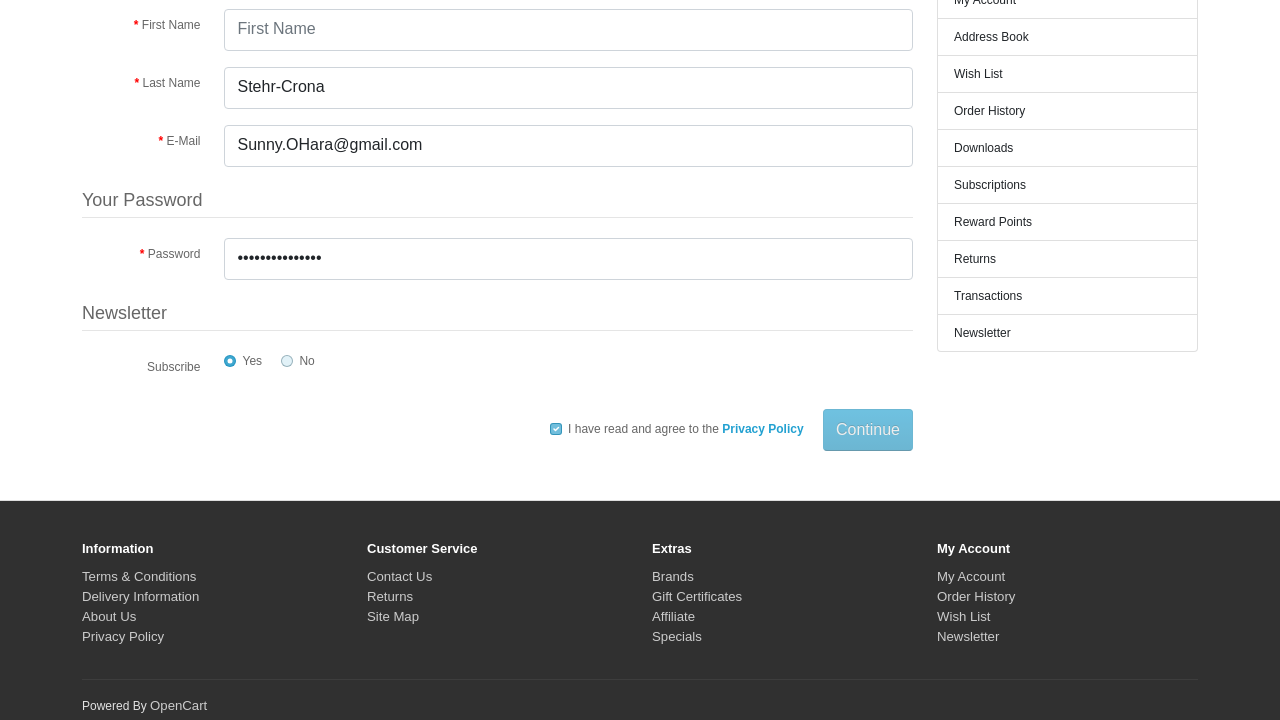 * First Name
First Name
* Last Name
Stehr-Crona
* E-Mail
Sunny.OHara@gmail.com
Your Password
* Password
•••••••••••••••
Newsletter
Subscribe
Yes
No
I have read and agree to the Privacy Policy
Continue
My Account
Address Book
Wish List
Order History
Downloads
Subscriptions
Reward Points
Returns
Transactions
Newsletter
Information
Terms & Conditions
Delivery Information
About Us
Privacy Policy
Customer Service
Contact Us
Returns
Site Map
Extras
Brands
Gift Certificates
Affiliate
Specials
My Account
My Account
Order History
Wish List
Newsletter
Powered By OpenCart